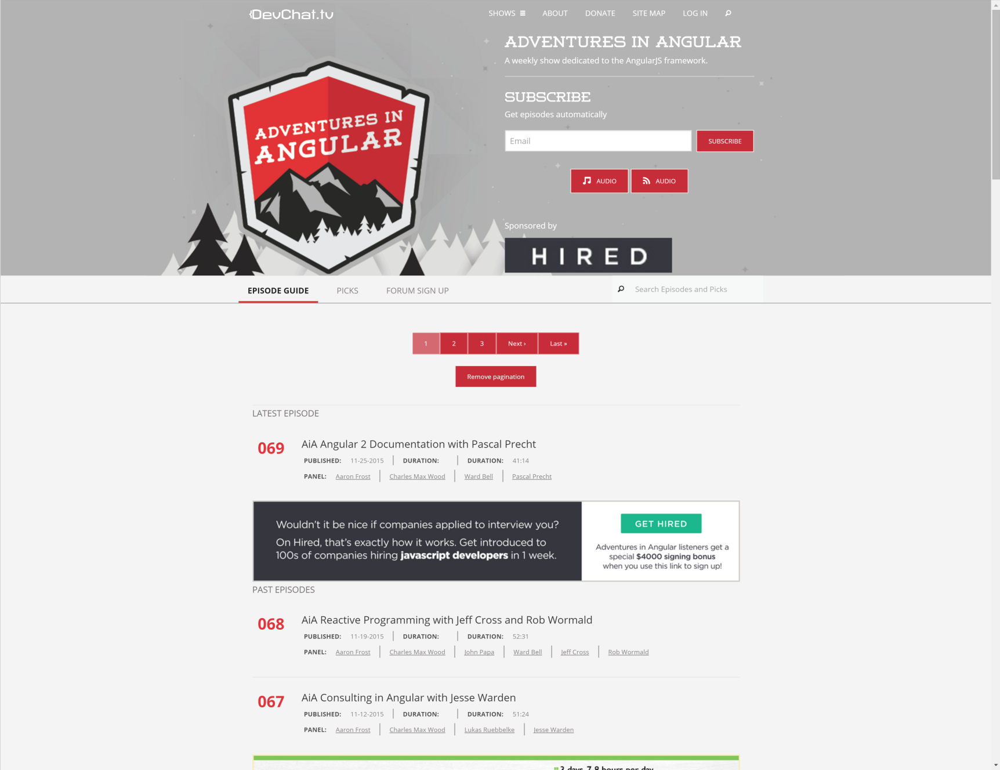 DevChat.tv
SHOWS ABOUT DONATE SITE MAP LOG IN
ADVENTURES IN ANGULAR
A weekly show dedicated to the AngularJS framework.
ADVENTURES IN
ANGULAR
SUBSCRIBE
Get episodes automatically
Email SUBSCRIBE
AUDIO AUDIO
Sponsored by
HIRED
EPISODE GUIDE PICKS FORUM SIGN UP Search Episodes and Picks
1 2 3 Next › Last »
Remove pagination
LATEST EPISODE
069 AiA Angular 2 Documentation with Pascal Precht
PUBLISHED: 11-25-2015 DURATION: DURATION: 41:14
PANEL: Aaron Frost Charles Max Wood Ward Bell Pascal Precht
Wouldn't it be nice if companies applied to interview you?
On Hired, that's exactly how it works. Get introduced to
100s of companies hiring javascript developers in 1 week.
GET HIRED
Adventures in Angular listeners get a
special $4000 signing bonus
when you use this link to sign up!
PAST EPISODES
068 AiA Reactive Programming with Jeff Cross and Rob Wormald
PUBLISHED: 11-19-2015 DURATION: DURATION: 52:31
PANEL: Aaron Frost Charles Max Wood John Papa Ward Bell Jeff Cross Rob Wormald
067 AiA Consulting in Angular with Jesse Warden
PUBLISHED: 11-12-2015 DURATION: DURATION: 51:24
PANEL: Aaron Frost Charles Max Wood Lukas Ruebbelke Jesse Warden
3 days, 7-8 hours per day